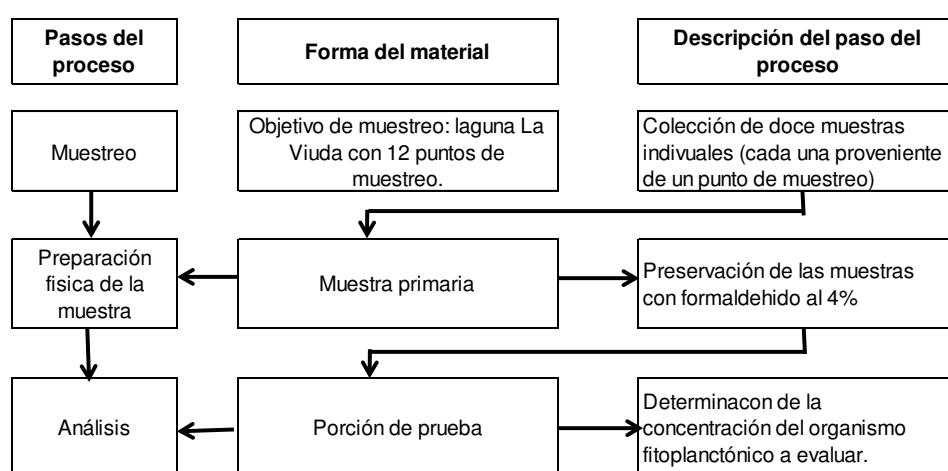 Pasos del
proceso
Forma del material
Descripción del paso del
proceso
Muestreo
Objetivo de muestreo: laguna La
Viuda con 12 puntos de
muestreo.
Colección de doce muestras
indivuales (cada una proveniente
de un punto de muestreo)
Preparación
fisica de la
muestra
Muestra primaria
Preservación de las muestras
con formaldehido al 4%
Análisis
Porción de prueba
Determinacon de la
concentración del organismo
fitoplanctónico a evaluar.